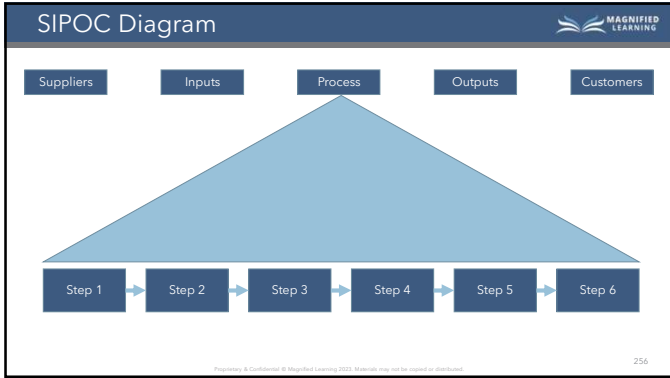 SIPOC Diagram
MAGNIFIED
LEARNING
Suppliers Inputs Process Outputs Customers
Step 1 Step 2 Step 3 Step 4 Step 5 Step 6
256
Proprietary & Confidential © Magnified Learning 2023. Materials may not be copied or distributed.